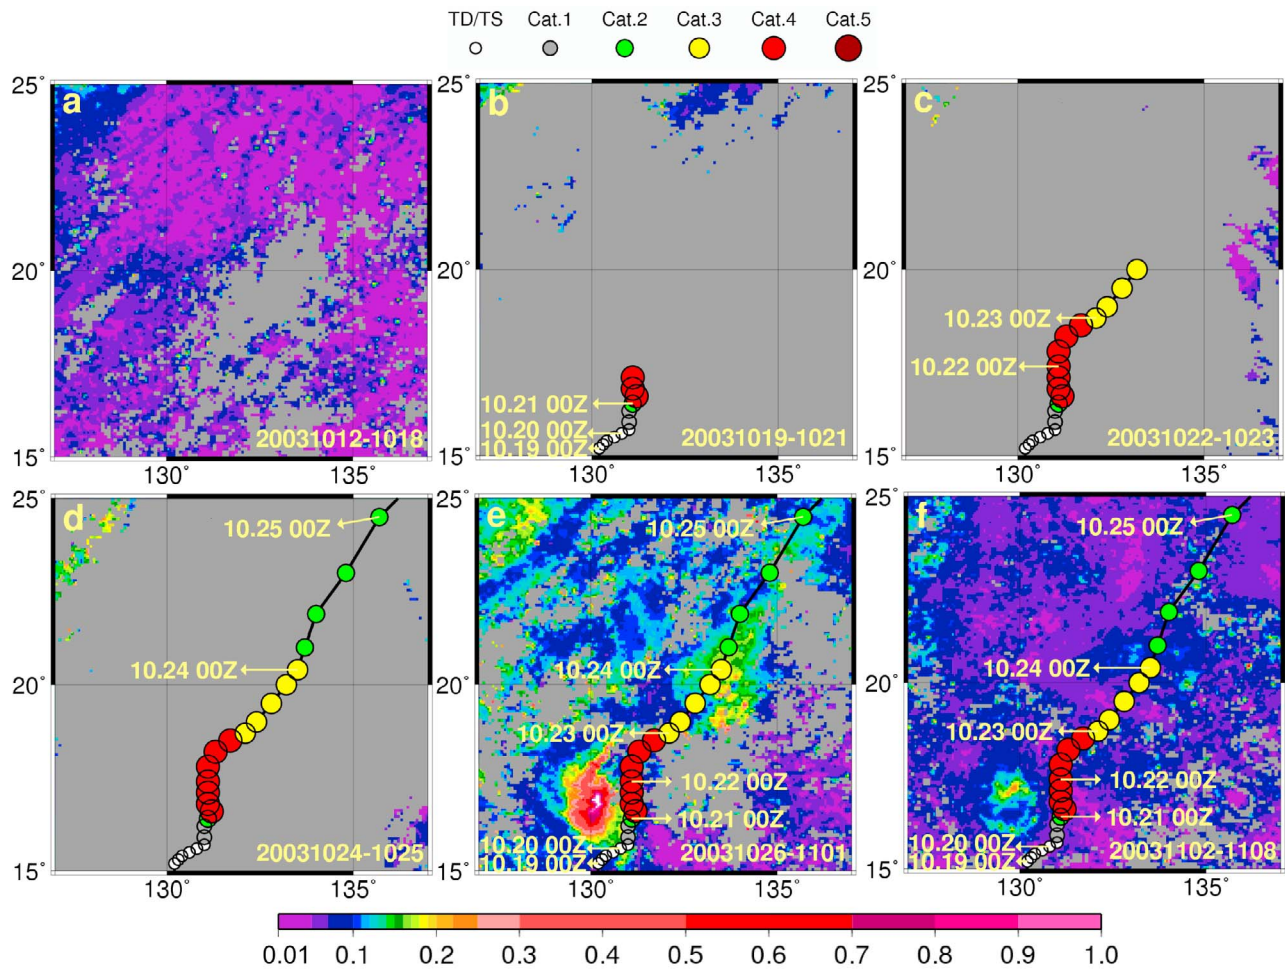 TD/TS Cat.1 Cat.2 Cat.3 Cat.4 Cat.5
25° 25° 25°
a b c
20° 20° 20°
10.23 00Z
10.22 00Z
10.21 00Z
10.20 00Z
10.19 00Z
20031012-1018 20031019-1021 20031022-1023
15° 15° 15°
130° 135° 130° 135° 130° 135°
25° 25° 25°
d e f
10.25 00Z 10.25 00Z 10.25 00Z
10.24 00Z 10.24 00Z 10.24 00Z
20° 20° 20°
10.23 00Z 10.23 00Z
10.22 00Z 10.22 00Z
10.21 00Z 10.21 00Z
10.20 00Z 10.20 00Z
10.19 00Z 10.19 00Z
20031024-1025 20031026-1101 20031102-1108
15° 15° 15°
130° 135° 130° 135° 130° 135°
0.01 0.1 0.2 0.3 0.4 0.5 0.6 0.7 0.8 0.9 1.0